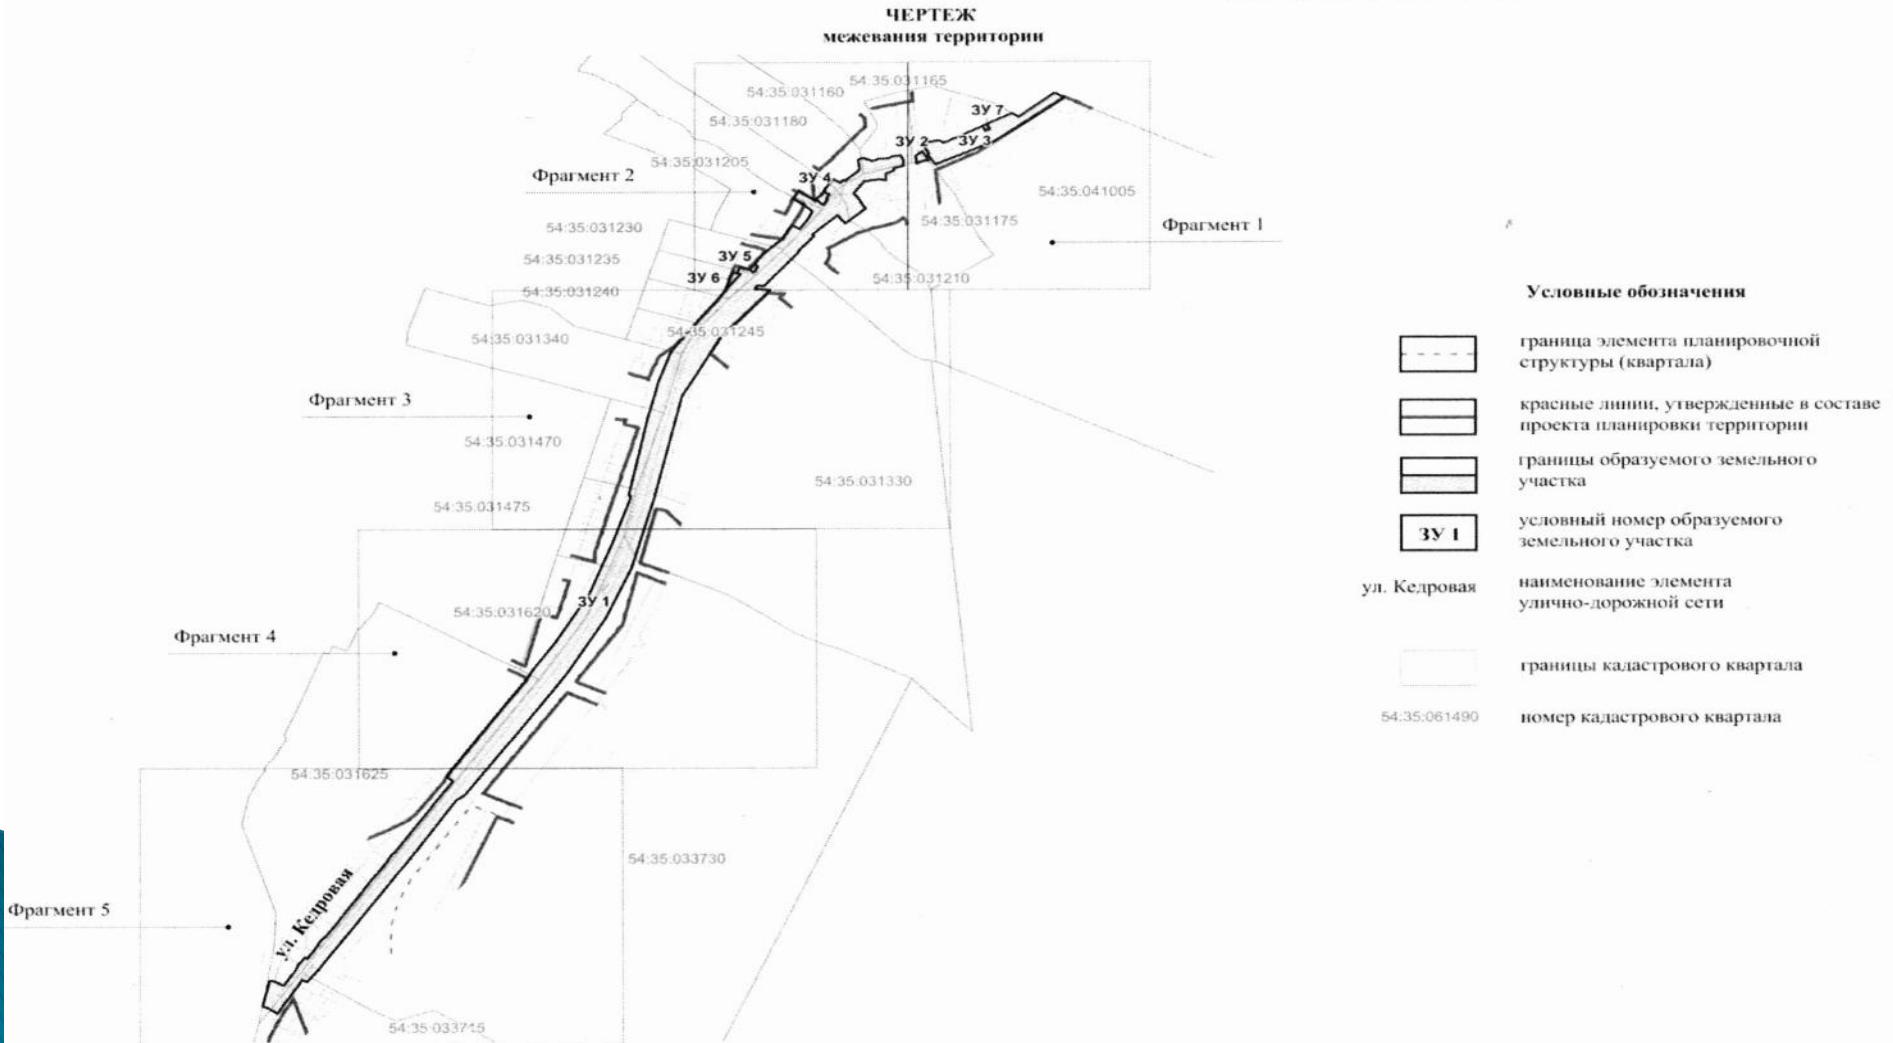 ЧЕРТЕЖ
межевания территории
54:35:031165
54:35:031160
ЗУ 7
54:35:031180
ЗУ 2
ЗУ 3
54:35:031205
Фрагмент 2
ЗУ 4
54:35:041005
54:35:031175
Фрагмент 1
54:35:031230
ЗУ 5
54:35:031235
ЗУ 6
54:35:031210
54:35:031240
54:35:031245
54:35:031340
Фрагмент 3
54:35:031470
54:35:031330
54:35:031475
ЗУ 1
54:35:031620
Фрагмент 4
54:35:031625
54:35:033730
ул. Кедровая
Фрагмент 5
54:35:033715
Условные обозначения
граница элемента планировочной
структуры (квартала)
красные линии, утвержденные в составе
проекта планировки территории
границы образуемого земельного
участка
ЗУ 1
условный номер образуемого
земельного участка
ул. Кедровая
наименование элемента
улично-дорожной сети
границы кадастрового квартала
54:35:061490
номер кадастрового квартала